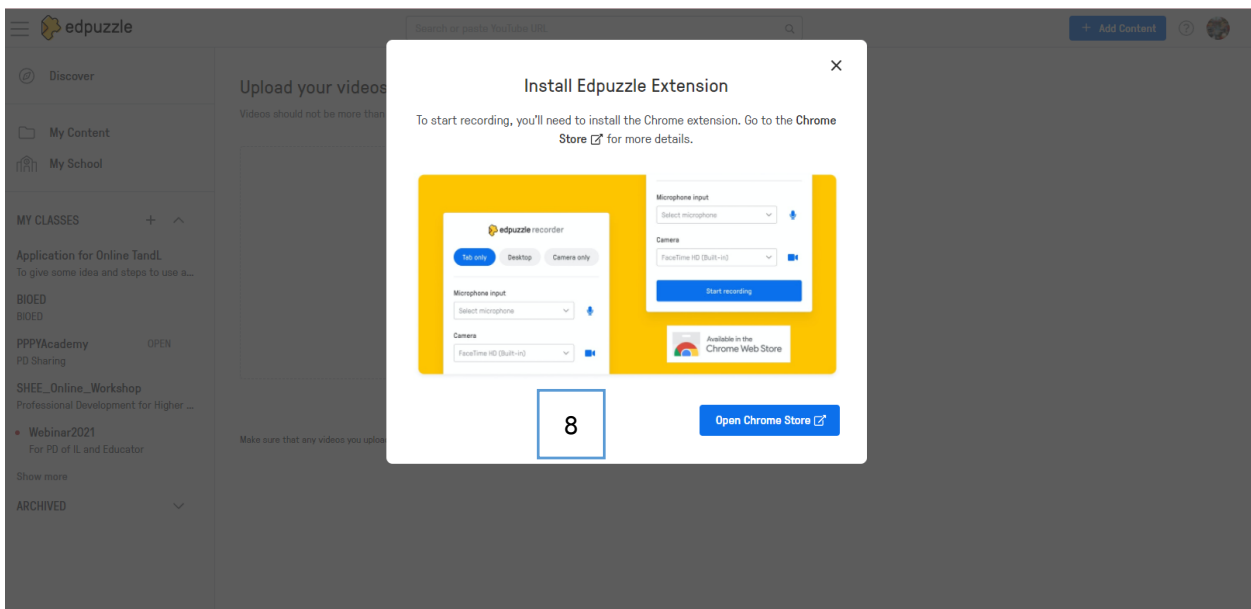 edpuzzle
Search or paste YouTube URL
+ Add Content
?
Discover
My Content
My School
MY CLASSES +
Application for Online TandL
To give some idea and steps to use a...
BIOED
BIOED
PPPYAcademy OPEN
PD Sharing
SHEE_Online_Workshop
Professional Development for Higher ...
Webinar2021
For PD of IL and Educator
Show more
ARCHIVED
Upload your videos
Videos should not be more than
Make sure that any videos you uploa
Install Edpuzzle Extension
To start recording, you'll need to install the Chrome extension. Go to the Chrome
Store for more details.
edpuzzle recorder
Tab only Desktop Camera only
Microphone input
Select microphone
Camera
FaceTime HD (Built-in)
Microphone input
Select microphone
Camera
FaceTime HD (Built-in)
Start recording
Available in the
Chrome Web Store
8
Open Chrome Store